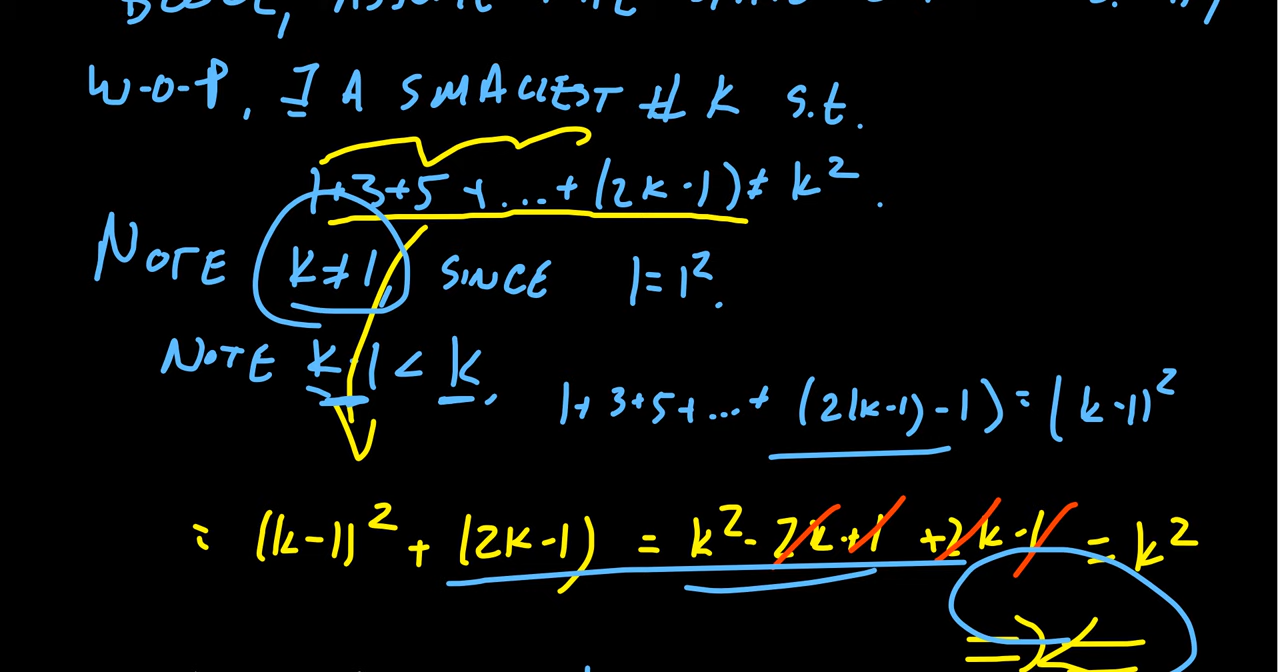 W-O-P, ∃ A SMALLEST # K s.t.
1+3+5+...+(2k-1) ≠ k².
NOTE k≠1, SINCE 1=1².
NOTE k-1 < k, 1+3+5+...+(2(k-1)-1) = (k-1)²
= (k-1)² + (2k-1) = k² - 2k+1 +2k-1 = k²
⇒⇐